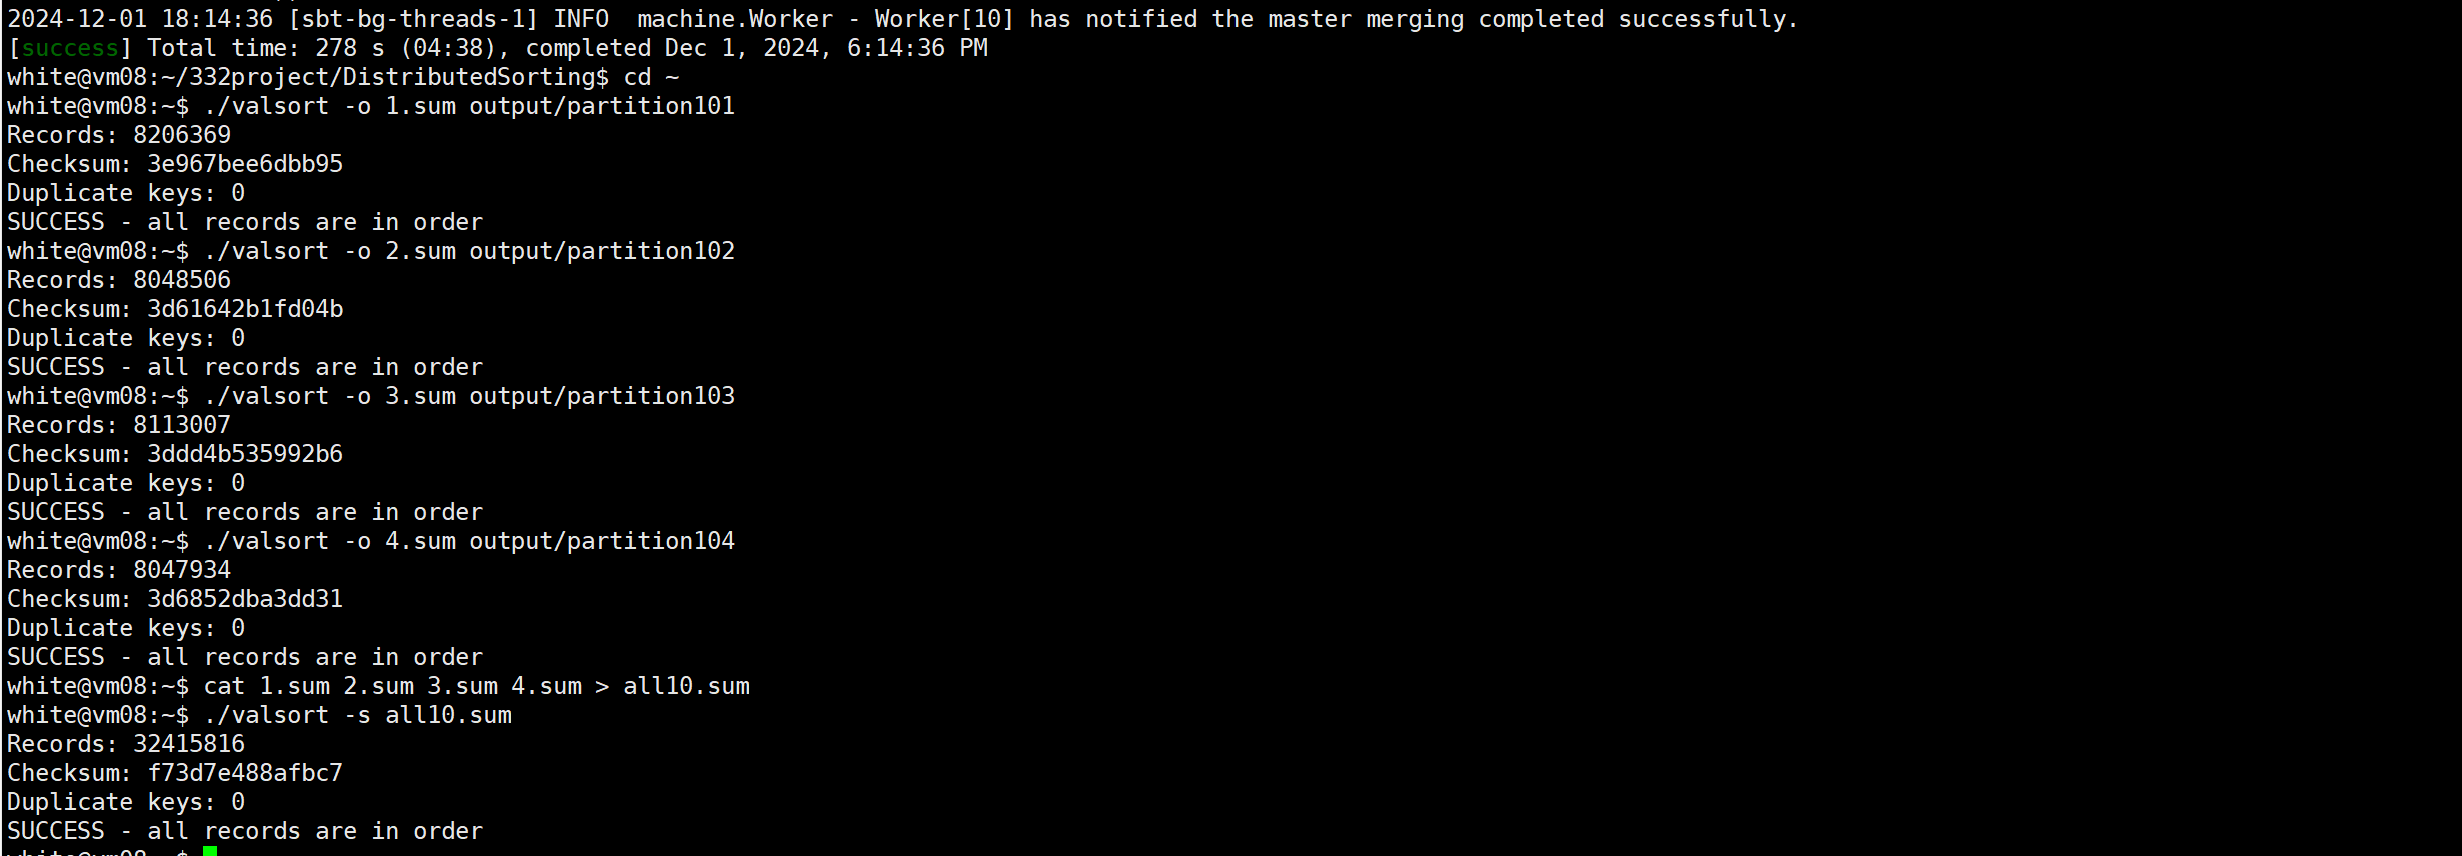 2024-12-01 18:14:36 [sbt-bg-threads-1] INFO  machine.Worker - Worker[10] has notified the master merging completed successfully.
[success] Total time: 278 s (04:38), completed Dec 1, 2024, 6:14:36 PM
white@vm08:~/332project/DistributedSorting$ cd ~
white@vm08:~$ ./valsort -o 1.sum output/partition101
Records: 8206369
Checksum: 3e967bee6dbb95
Duplicate keys: 0
SUCCESS - all records are in order
white@vm08:~$ ./valsort -o 2.sum output/partition102
Records: 8048506
Checksum: 3d61642b1fd04b
Duplicate keys: 0
SUCCESS - all records are in order
white@vm08:~$ ./valsort -o 3.sum output/partition103
Records: 8113007
Checksum: 3ddd4b535992b6
Duplicate keys: 0
SUCCESS - all records are in order
white@vm08:~$ ./valsort -o 4.sum output/partition104
Records: 8047934
Checksum: 3d6852dba3dd31
Duplicate keys: 0
SUCCESS - all records are in order
white@vm08:~$ cat 1.sum 2.sum 3.sum 4.sum > all10.sum
white@vm08:~$ ./valsort -s all10.sum
Records: 32415816
Checksum: f73d7e488afbc7
Duplicate keys: 0
SUCCESS - all records are in order
white@vm08:~$